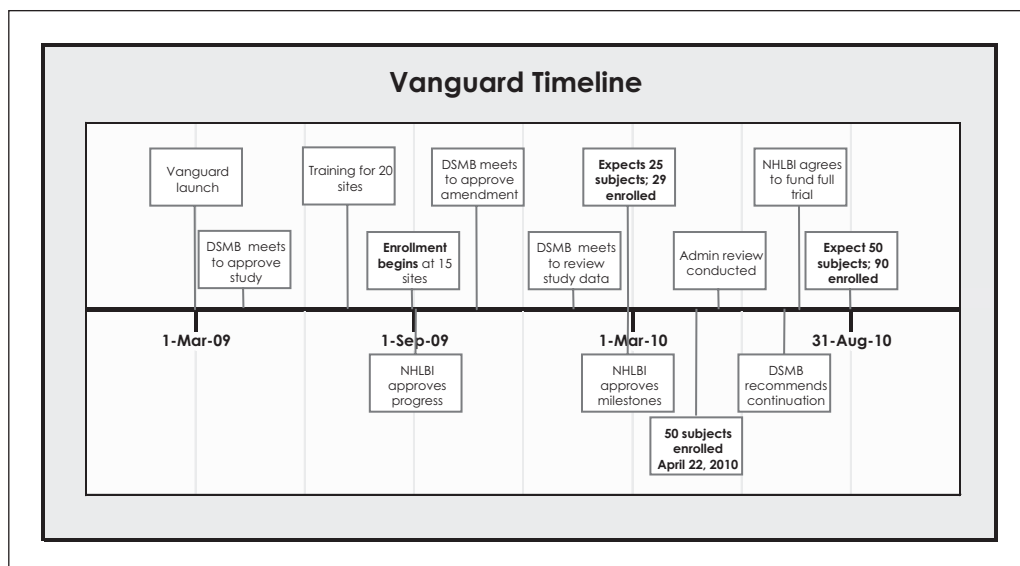 Vanguard Timeline
Vanguard
launch
Training for 20
sites
DSMB meets
to approve
amendment
Expects 25
subjects; 29
enrolled
NHLBI agrees
to fund full
trial
DSMB meets
to approve
study
Enrollment
begins at 15
sites
DSMB meets
to review
study data
Admin review
conducted
Expect 50
subjects; 90
enrolled
1-Mar-09
1-Sep-09
1-Mar-10
31-Aug-10
NHLBI
approves
progress
NHLBI
approves
milestones
DSMB
recommends
continuation
50 subjects
enrolled
April 22, 2010